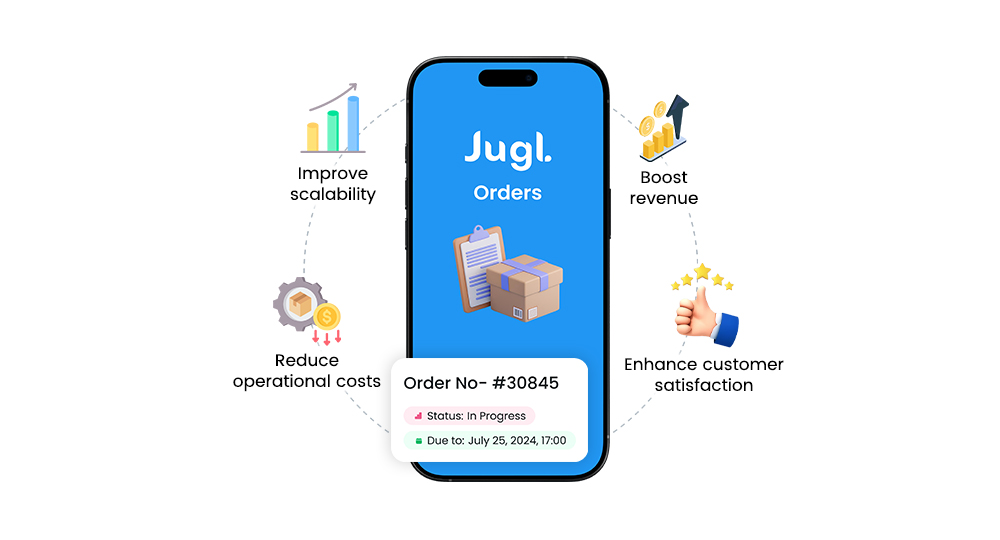 Jugl.
Orders
Improve
scalability
Boost
revenue
Reduce
operational costs
Enhance customer
satisfaction
Order No- #30845
Status: In Progress
Due to: July 25, 2024, 17:00